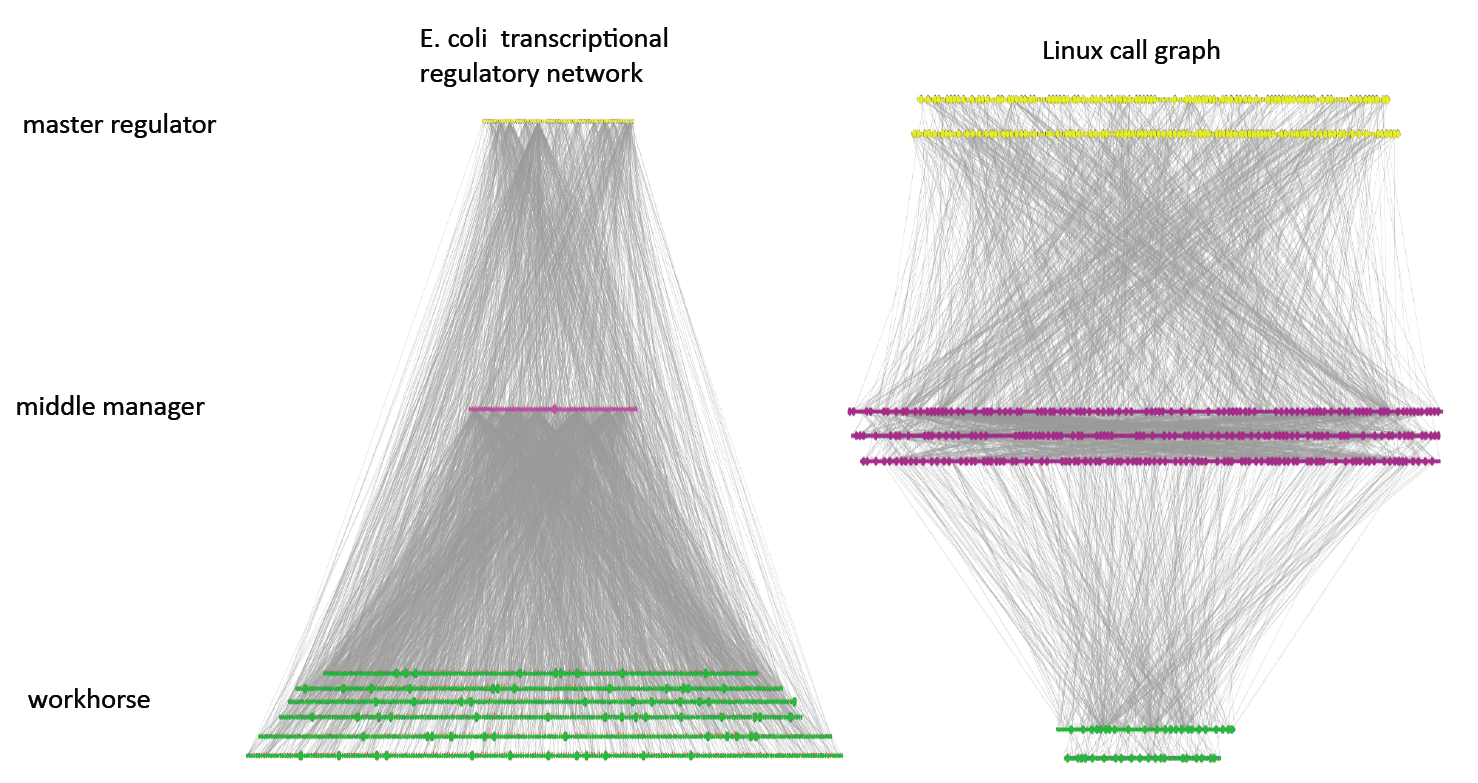 E. coli transcriptional
regulatory network
Linux call graph
master regulator
middle manager
workhorse